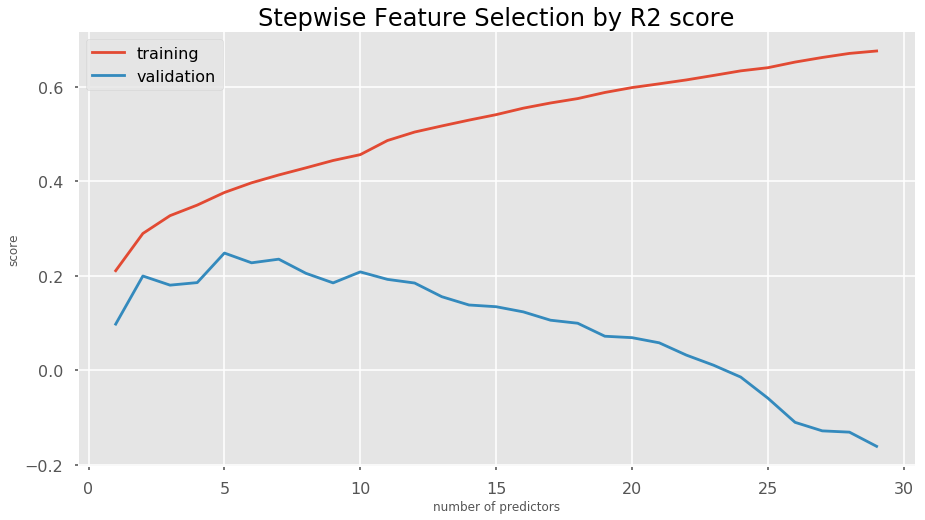 Stepwise Feature Selection by R2 score
training
validation
score
0.6
0.4
0.2
0.0
−0.2
0 5 10 15 20 25 30
number of predictors